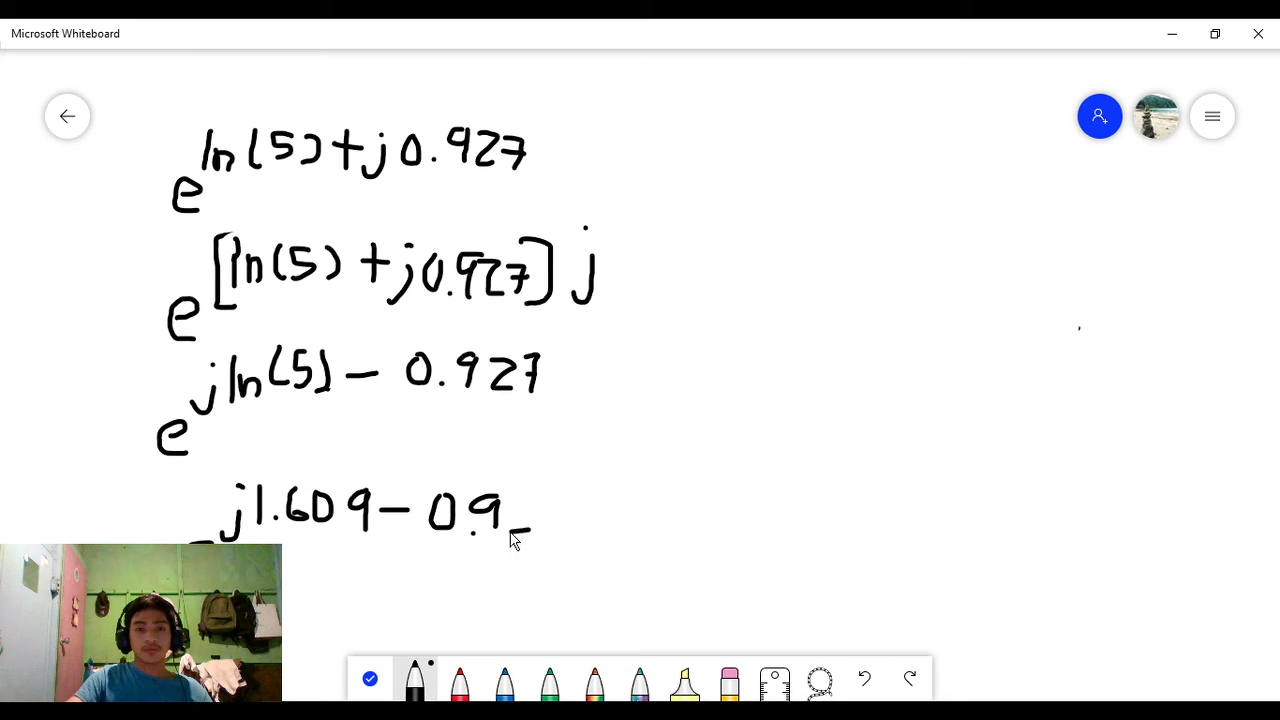 Microsoft Whiteboard
e^ln(5)+j0.927
e^[ln(5)+j0.927]j
e^jln(5)-0.927
j1.609-0.9